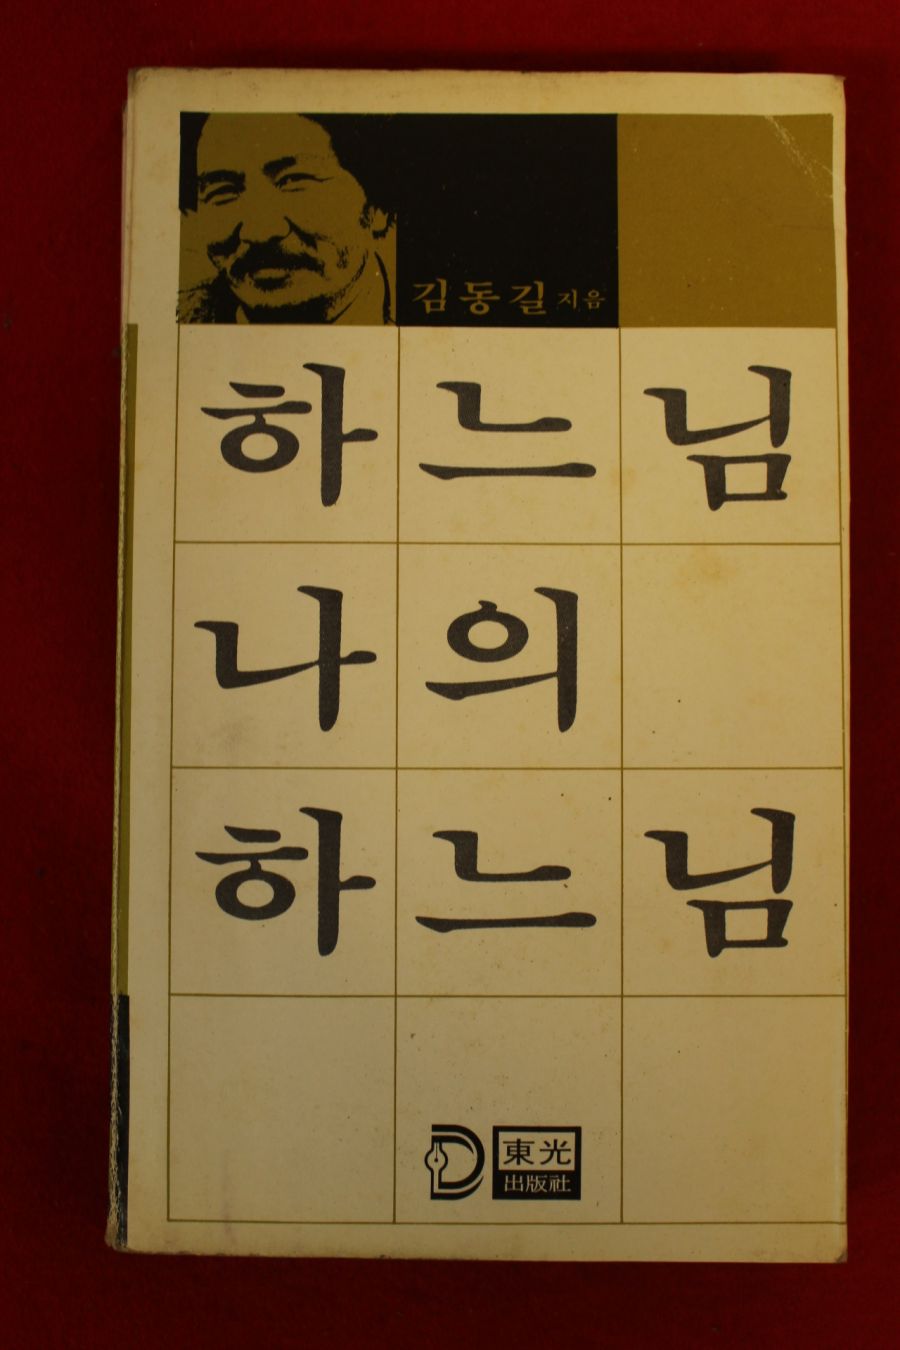 김동길 지음
하느님
나의
하느님
東光
出版社